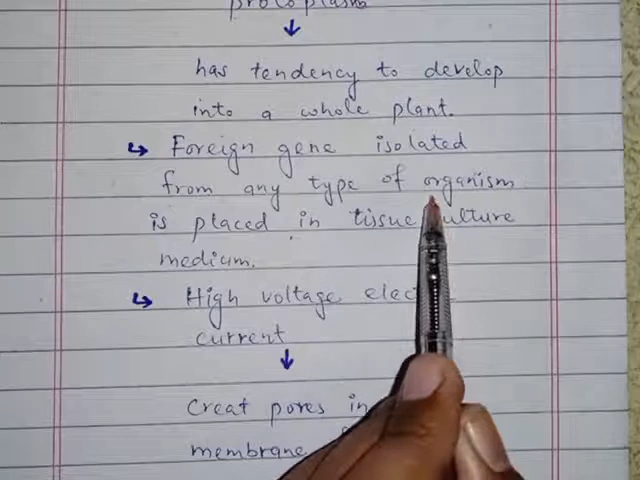 protoplasm
↓
has tendency to develop
into a whole plant.
↳ Foreign gene isolated
from any type of organism
is placed in tissue culture
medium.
↳ High voltage
current
↓
Creat pores in
membrane